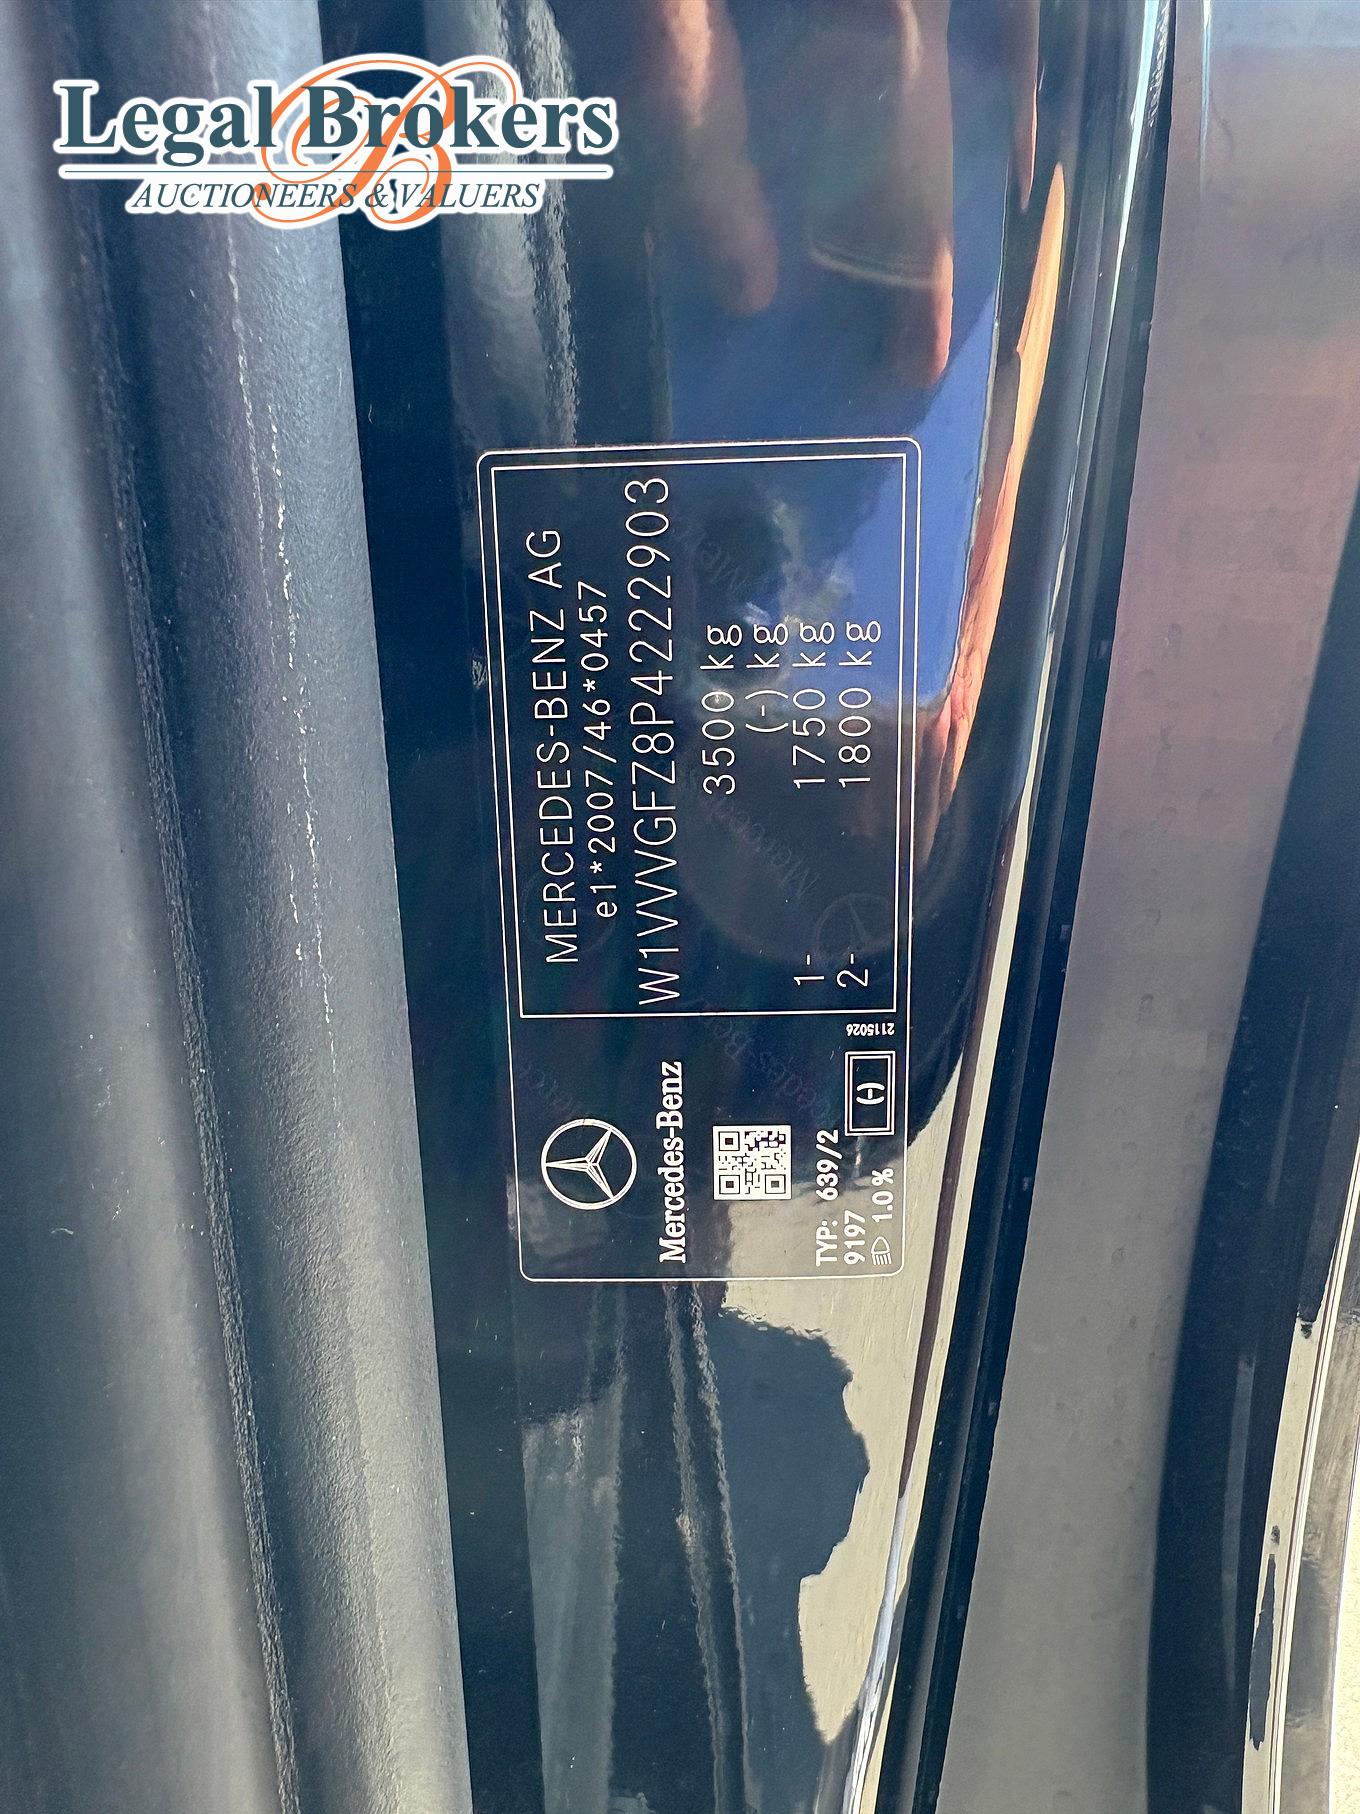 Legal Brokers
AUCTIONEERS & VALUERS
MERCEDES-BENZ AG
e1*2007/46*0457
W1VVVGFZ8P4222903
3500 kg
(-) kg
1- 1750 kg
2- 1800 kg
Mercedes-Benz
TYP: 639/2
9197
1.0 %
(-)
2115026